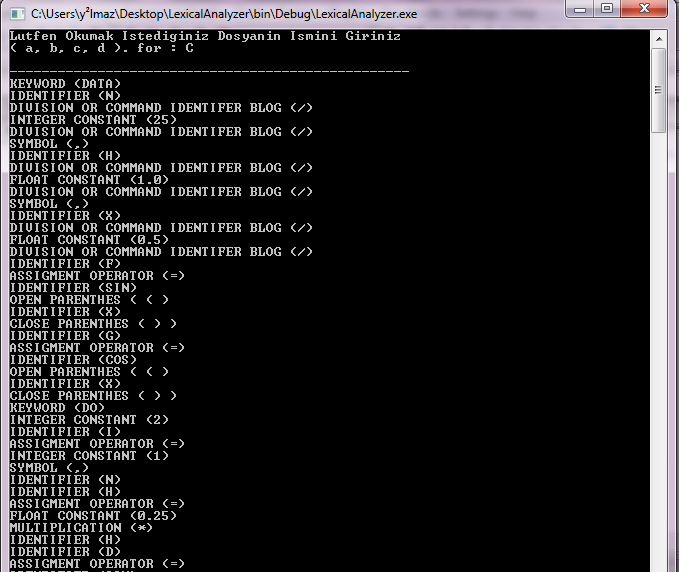 C:\Users\y²lmaz\Desktop\LexicalAnalyzer\bin\Debug\LexicalAnalyzer.exe
Lutfen Okumak Istediginiz Dosyanin Ismini Giriniz
( a, b, c, d ). for : C
__________________________________________________
KEYWORD (DATA)
IDENTIFIER (N)
DIVISION OR COMMAND IDENTIFER BLOG (/)
INTEGER CONSTANT (25)
DIVISION OR COMMAND IDENTIFER BLOG (/)
SYMBOL (,)
IDENTIFIER (H)
DIVISION OR COMMAND IDENTIFER BLOG (/)
FLOAT CONSTANT (1.0)
DIVISION OR COMMAND IDENTIFER BLOG (/)
SYMBOL (,)
IDENTIFIER (X)
DIVISION OR COMMAND IDENTIFER BLOG (/)
FLOAT CONSTANT (0.5)
DIVISION OR COMMAND IDENTIFER BLOG (/)
IDENTIFIER (F)
ASSIGMENT OPERATOR (=)
IDENTIFIER (SIN)
OPEN PARENTHES ( ( )
IDENTIFIER (X)
CLOSE PARENTHES ( ) )
IDENTIFIER (G)
ASSIGMENT OPERATOR (=)
IDENTIFIER (COS)
OPEN PARENTHES ( ( )
IDENTIFIER (X)
CLOSE PARENTHES ( ) )
KEYWORD (DO)
INTEGER CONSTANT (2)
IDENTIFIER (I)
ASSIGMENT OPERATOR (=)
INTEGER CONSTANT (1)
SYMBOL (,)
IDENTIFIER (N)
IDENTIFIER (H)
ASSIGMENT OPERATOR (=)
FLOAT CONSTANT (0.25)
MULTIPLICATION (*)
IDENTIFIER (H)
IDENTIFIER (D)
ASSIGMENT OPERATOR (=)